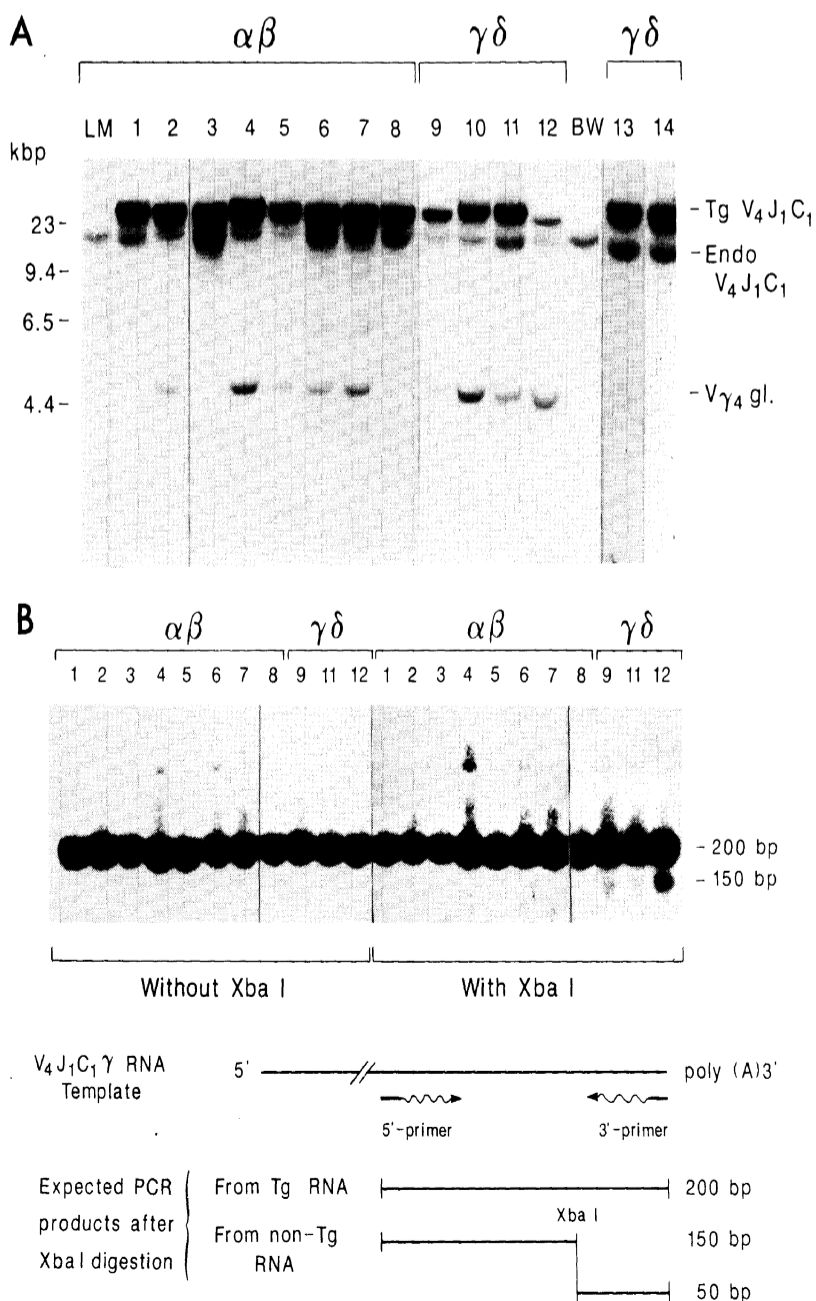 A
αβ γδ γδ
LM 1 2 3 4 5 6 7 8 9 10 11 12 BW 13 14
kbp
23-
9.4-
6.5-
4.4-
-Tg V4J1C1
-Endo
V4J1C1
-Vγ4 gl.
B
αβ γδ αβ γδ
1 2 3 4 5 6 7 8 9 11 12 1 2 3 4 5 6 7 8 9 11 12
-200 bp
-150 bp
Without Xba I With Xba I
V4J1C1γ RNA
Template
5' poly (A)3'
5'-primer 3'-primer
Expected PCR
products after
XbaI digestion
From Tg RNA 200 bp
Xba I
From non-Tg
RNA
150 bp
50 bp